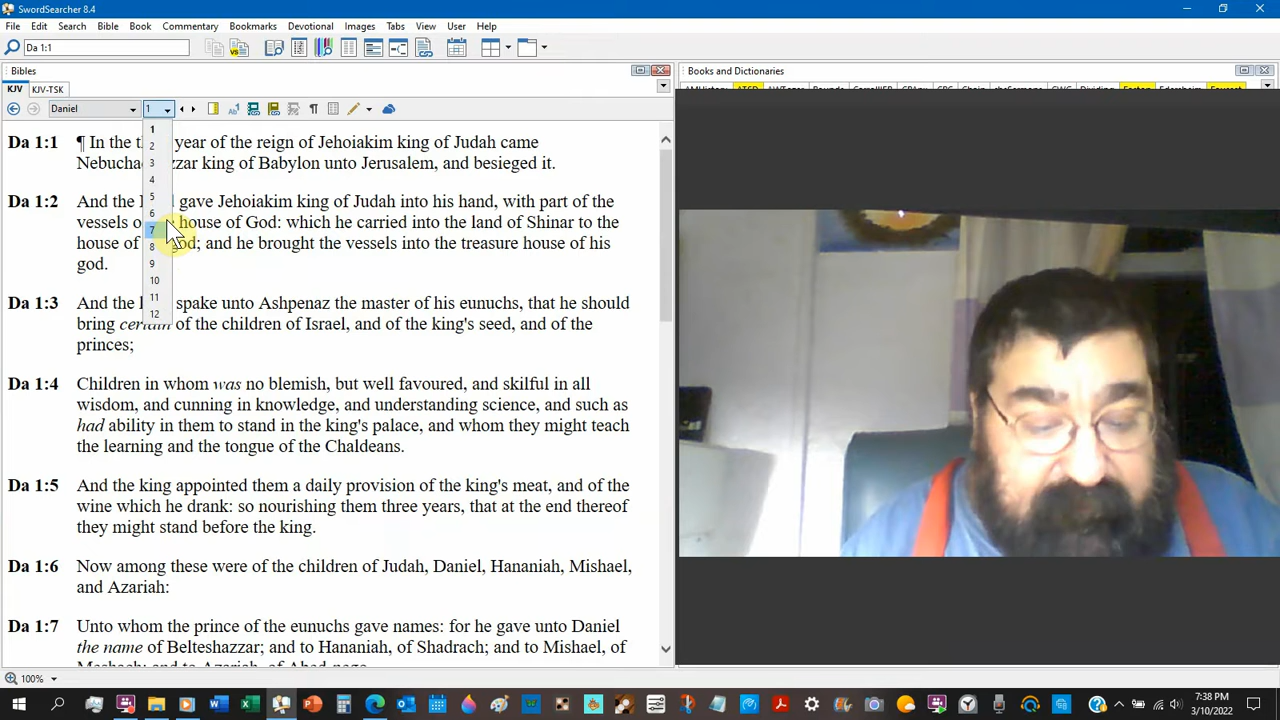 SwordSearcher 8.4
File Edit Search Bible Book Commentary Bookmarks Devotional Images Tabs View User Help
Da 1:1
Bibles
Books and Dictionaries
KJV KJV-TSK
Daniel 1
1
2
3
4
5
6
7
8
9
10
11
12
Da 1:1 ¶ In the year of the reign of Jehoiakim king of Judah came
king of Babylon unto Jerusalem, and besieged it.
Da 1:2 And the gave Jehoiakim king of Judah into his hand, with part of the
vessels house of God: which he carried into the land of Shinar to the
house of and he brought the vessels into the treasure house of his
god.
Da 1:3 And the spake unto Ashpenaz the master of his eunuchs, that he should
bring certain of the children of Israel, and of the king's seed, and of the
princes;
Da 1:4 Children in whom was no blemish, but well favoured, and skilful in all
wisdom, and cunning in knowledge, and understanding science, and such as
had ability in them to stand in the king's palace, and whom they might teach
the learning and the tongue of the Chaldeans.
Da 1:5 And the king appointed them a daily provision of the king's meat, and of the
wine which he drank: so nourishing them three years, that at the end thereof
they might stand before the king.
Da 1:6 Now among these were of the children of Judah, Daniel, Hananiah, Mishael,
and Azariah:
Da 1:7 Unto whom the prince of the eunuchs gave names: for he gave unto Daniel
the name of Belteshazzar; and to Hananiah, of Shadrach; and to Mishael, of
100%
7:38 PM
3/10/2022